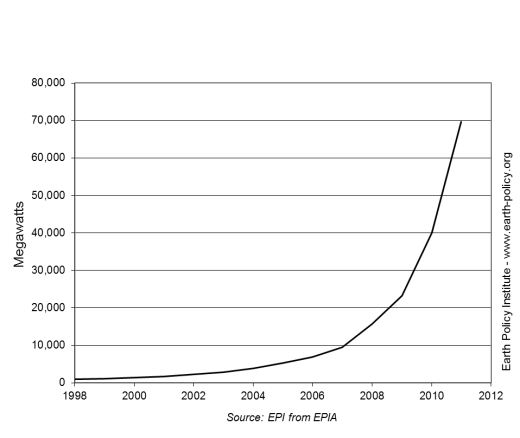 80,000
70,000
60,000
50,000
40,000
30,000
20,000
10,000
0
Megawatts
1998 2000 2002 2004 2006 2008 2010 2012
Source: EPI from EPIA
Earth Policy Institute - www.earth-policy.org